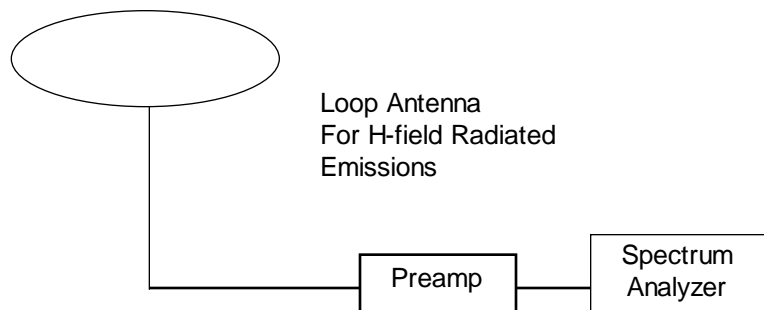 Loop Antenna
For H-field Radiated
Emissions
Preamp
Spectrum
Analyzer